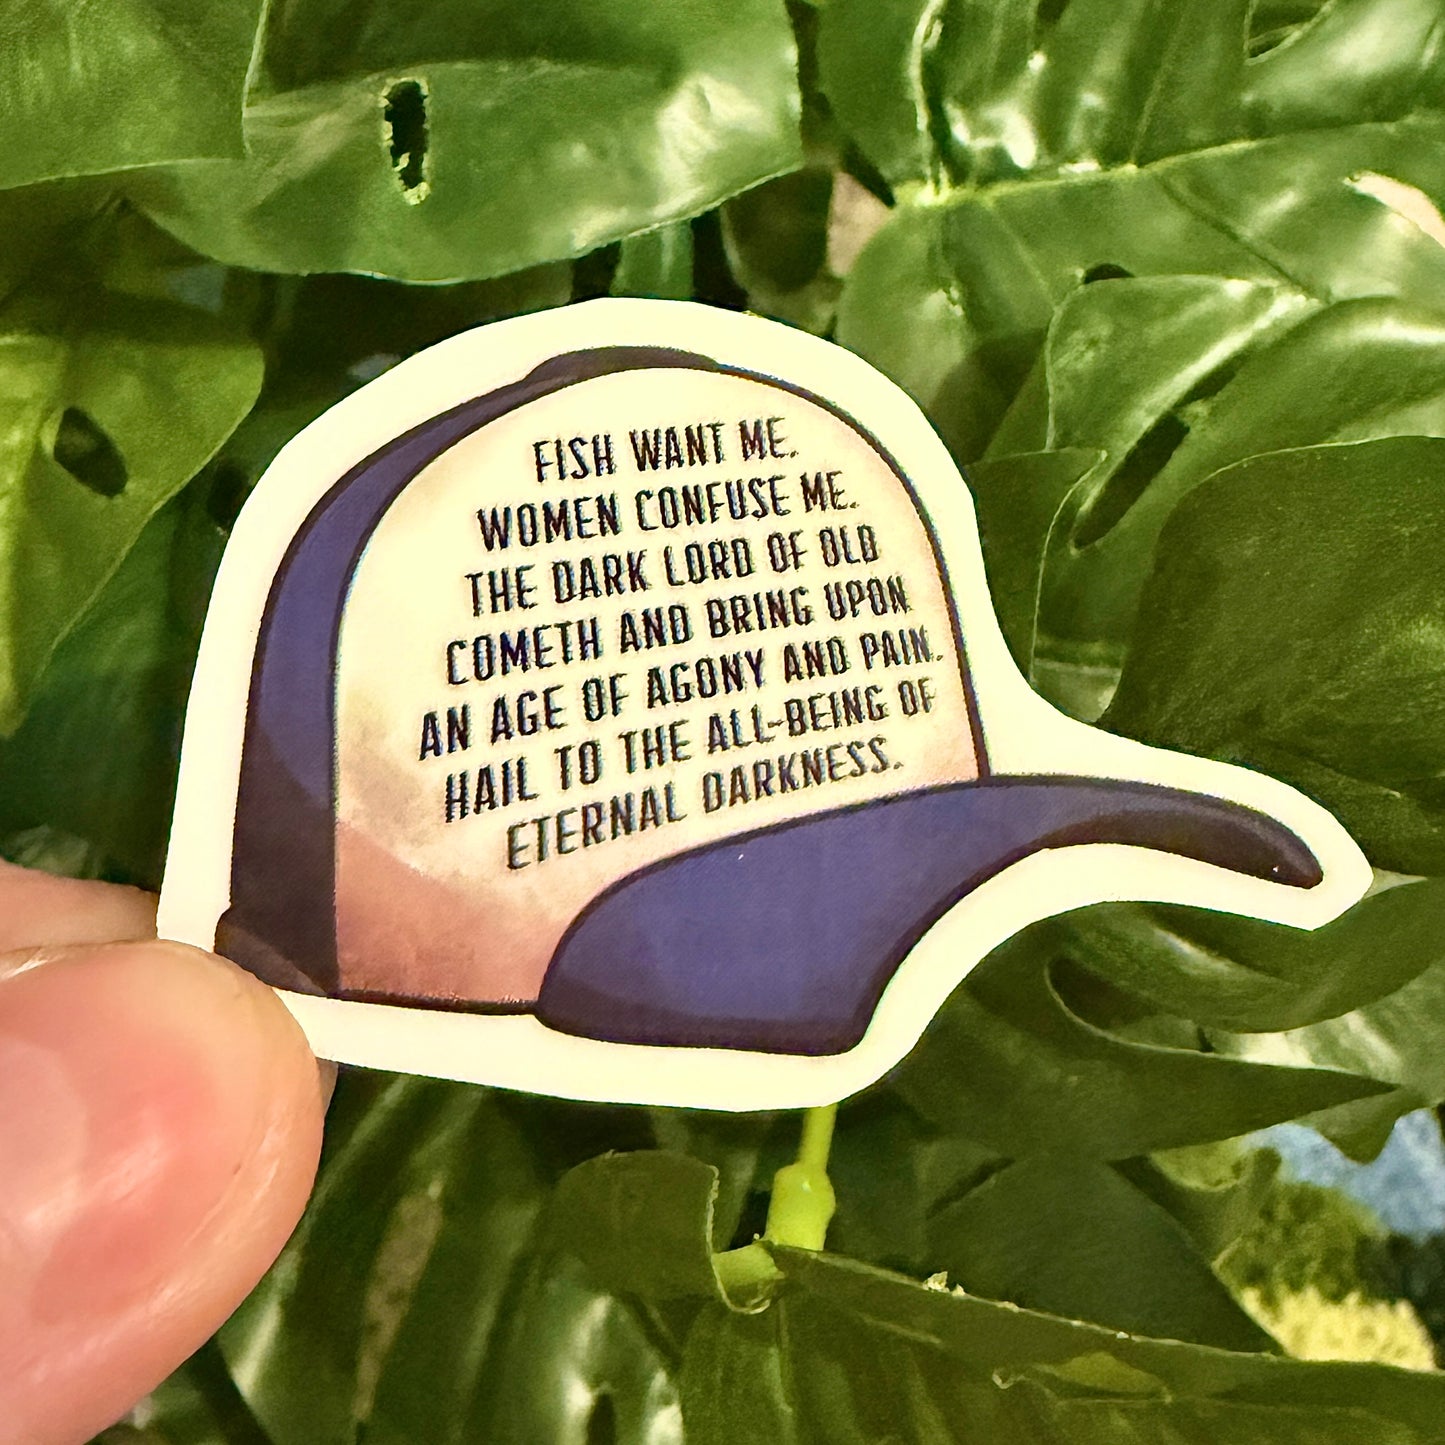 FISH WANT ME.
WOMEN CONFUSE ME.
THE DARK LORD OF OLD
COMETH AND BRING UPON
AN AGE OF AGONY AND PAIN.
HAIL TO THE ALL-BEING OF
ETERNAL DARKNESS.